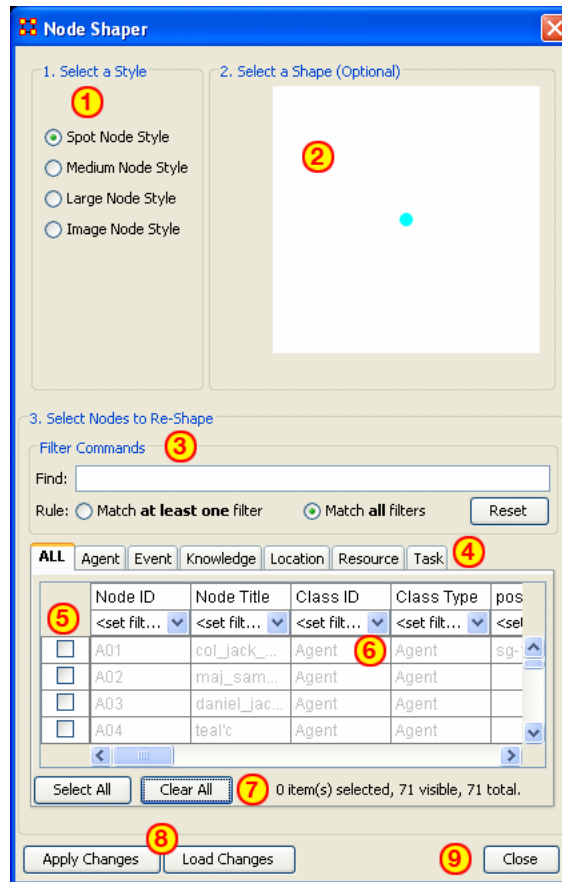 Node Shaper
1. Select a Style
2. Select a Shape (Optional)
1
Spot Node Style
2
Medium Node Style
Large Node Style
Image Node Style
3. Select Nodes to Re-Shape
Filter Commands 3
Find:
Rule: Match at least one filter Match all filters Reset
ALL Agent Event Knowledge Location Resource Task 4
Node ID Node Title Class ID Class Type pos
5 <set filt... <set filt... <set filt... <set filt... <set
A01 col_jack_... Agent 6 Agent sg-
A02 maj_sam... Agent Agent
A03 daniel_jac... Agent Agent
A04 teal'c Agent Agent
Select All Clear All 7 0 item(s) selected, 71 visible, 71 total.
8
Apply Changes Load Changes 9 Close